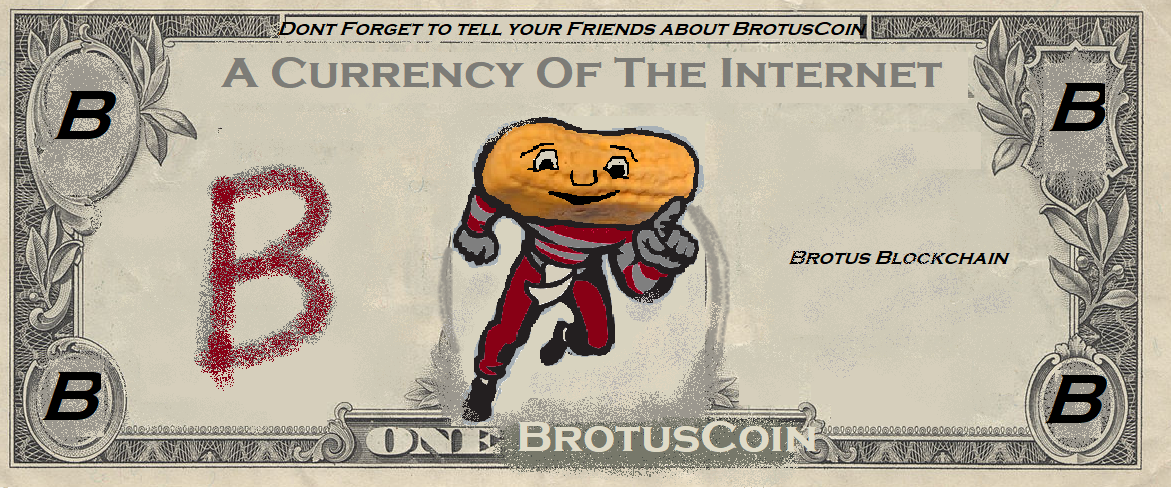 Dont Forget to tell your Friends about BrotusCoin
A Currency Of The Internet
B
B
B
Brotus Blockchain
B
B
ONE BrotusCoin